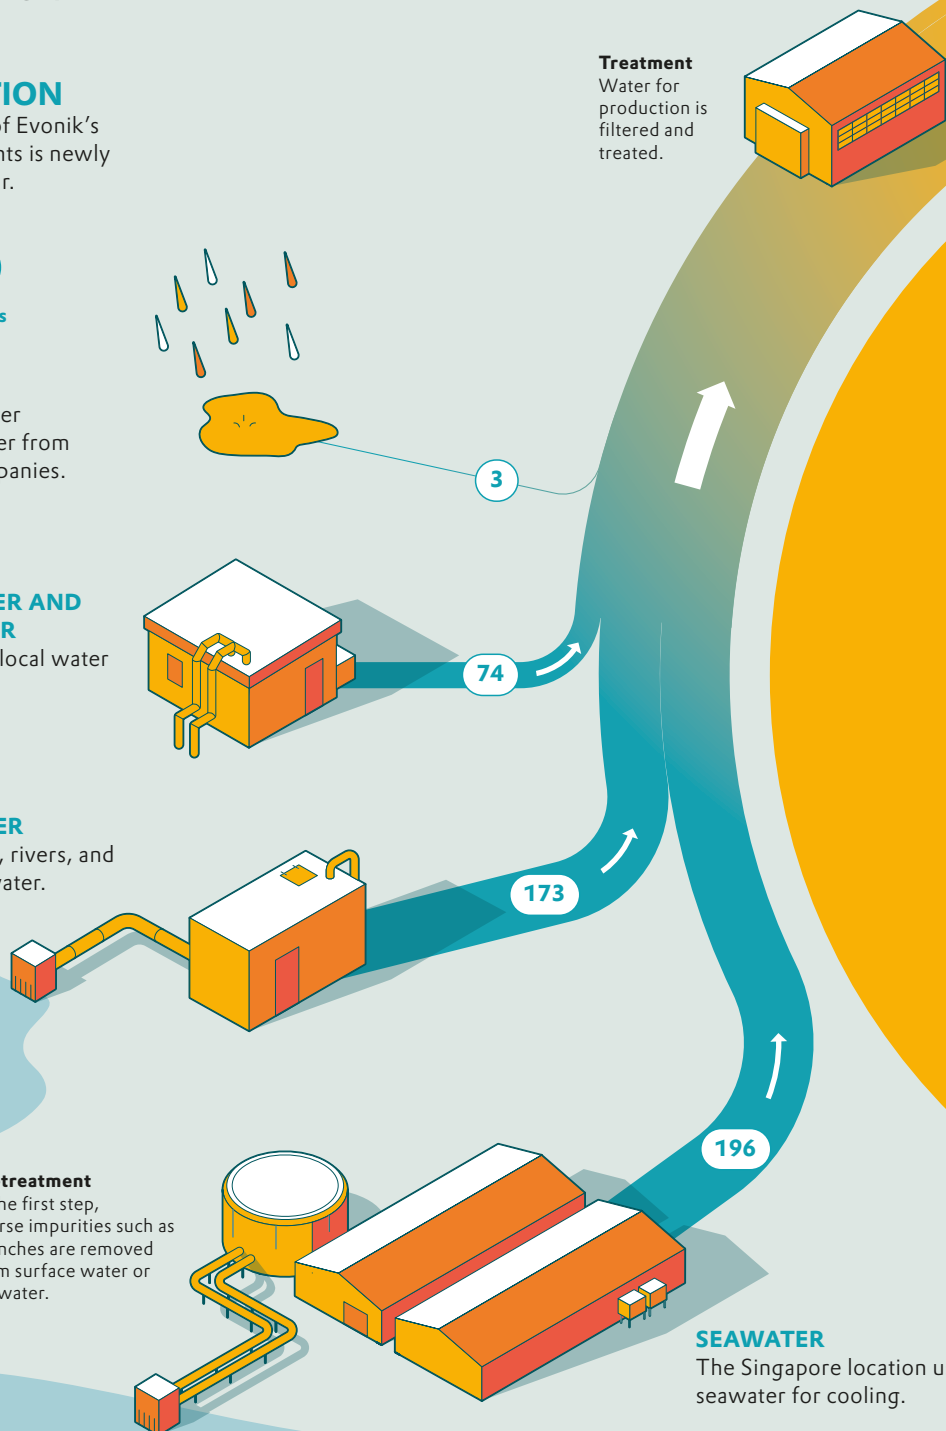 Treatment
Water for
production is
filtered and
treated.
TION
of Evonik's
nts is newly
r.
s
er
er from
panies.
3
ER AND
R
local water
74
ER
, rivers, and
water.
173
196
treatment
ne first step,
rse impurities such as
nches are removed
m surface water or
water.
SEAWATER
The Singapore location u
seawater for cooling.